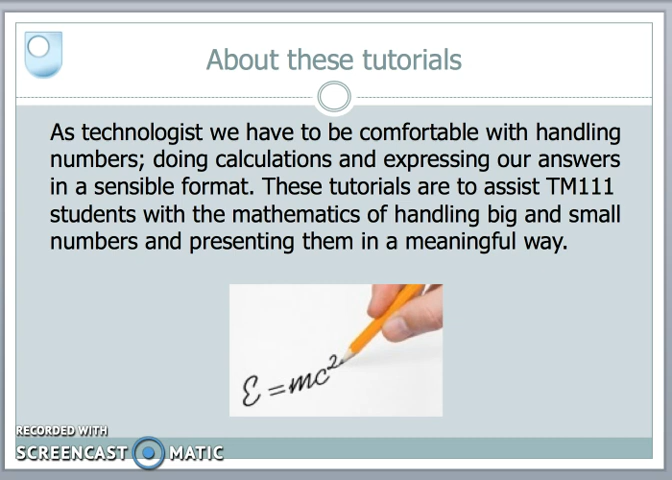 About these tutorials
As technologist we have to be comfortable with handling
numbers; doing calculations and expressing our answers
in a sensible format. These tutorials are to assist TM111
students with the mathematics of handling big and small
numbers and presenting them in a meaningful way.
E=mc²
RECORDED WITH
SCREENCAST MATIC